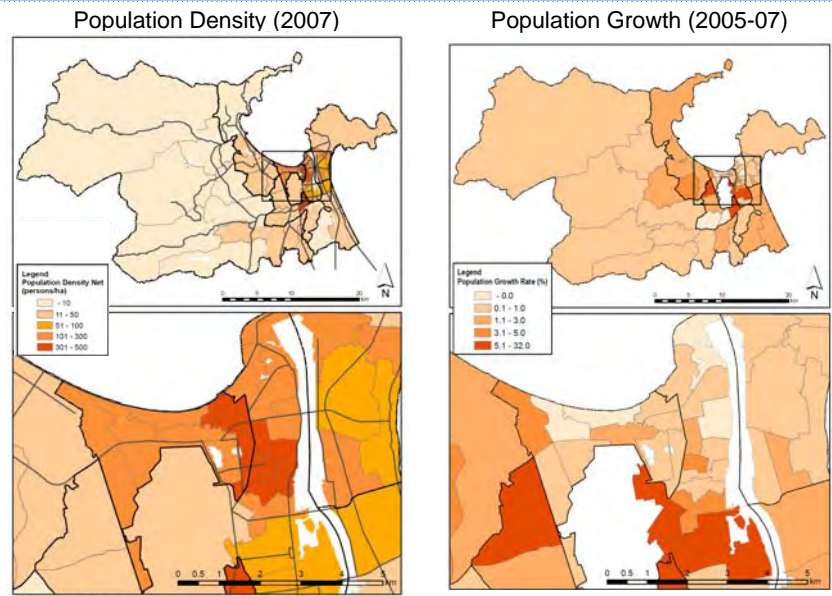 Population Density (2007)
Population Growth (2005-07)
Legend
Population Density Net
(persons/ha)
- 10
11 - 50
51 - 100
101 - 300
301 - 500
0 5 10 20
km
N
Legend
Population Growth Rate (%)
- 0.0
0.1 - 1.0
1.1 - 3.0
3.1 - 5.0
5.1 - 32.0
0 5 10 20
km
N
0 0.5 1 2 3 4 5
km
0 0.5 1 2 3 4 5
km